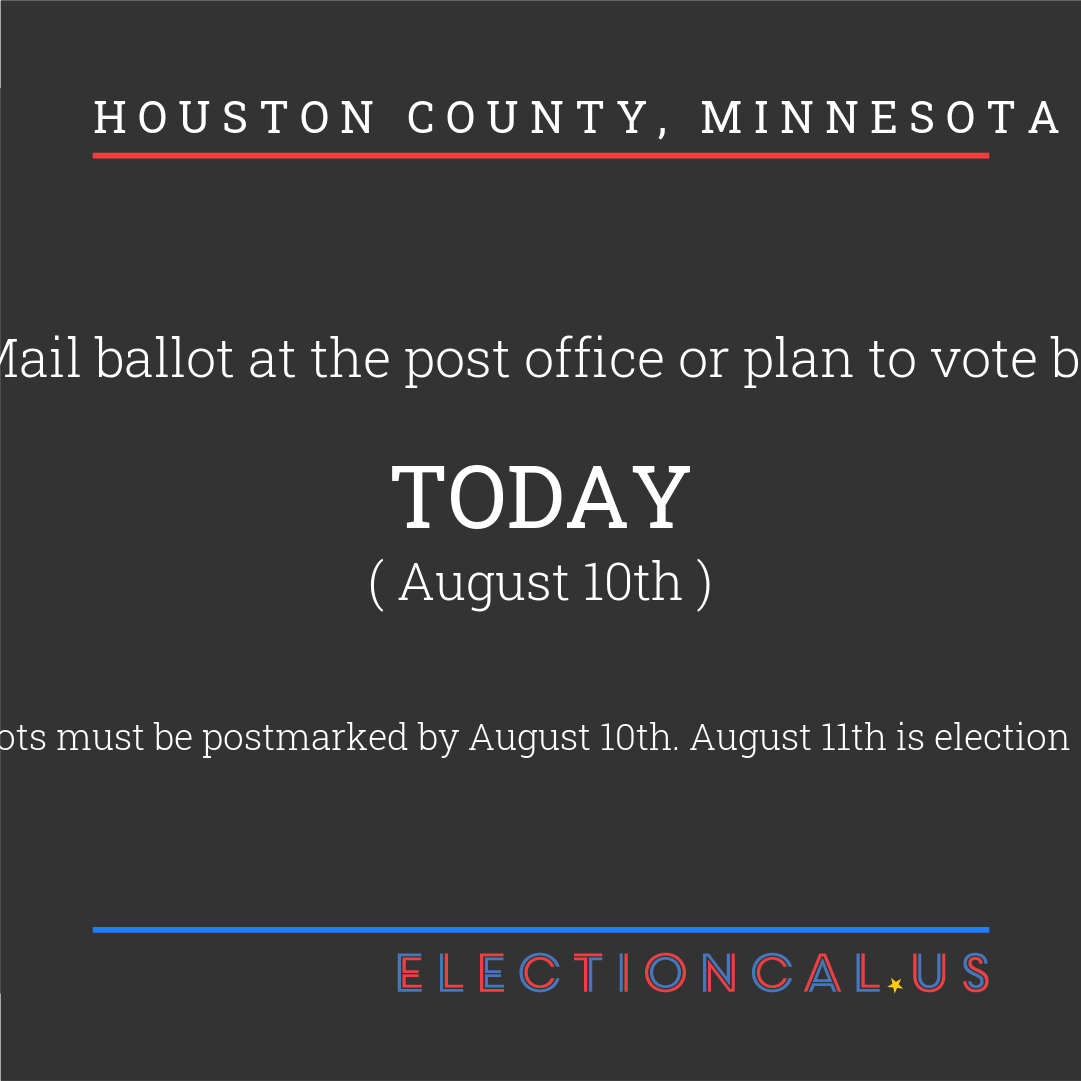 HOUSTON COUNTY, MINNESOTA
Mail ballot at the post office or plan to vote b
TODAY
( August 10th )
ots must be postmarked by August 10th. August 11th is election
ELECTIONCAL.US